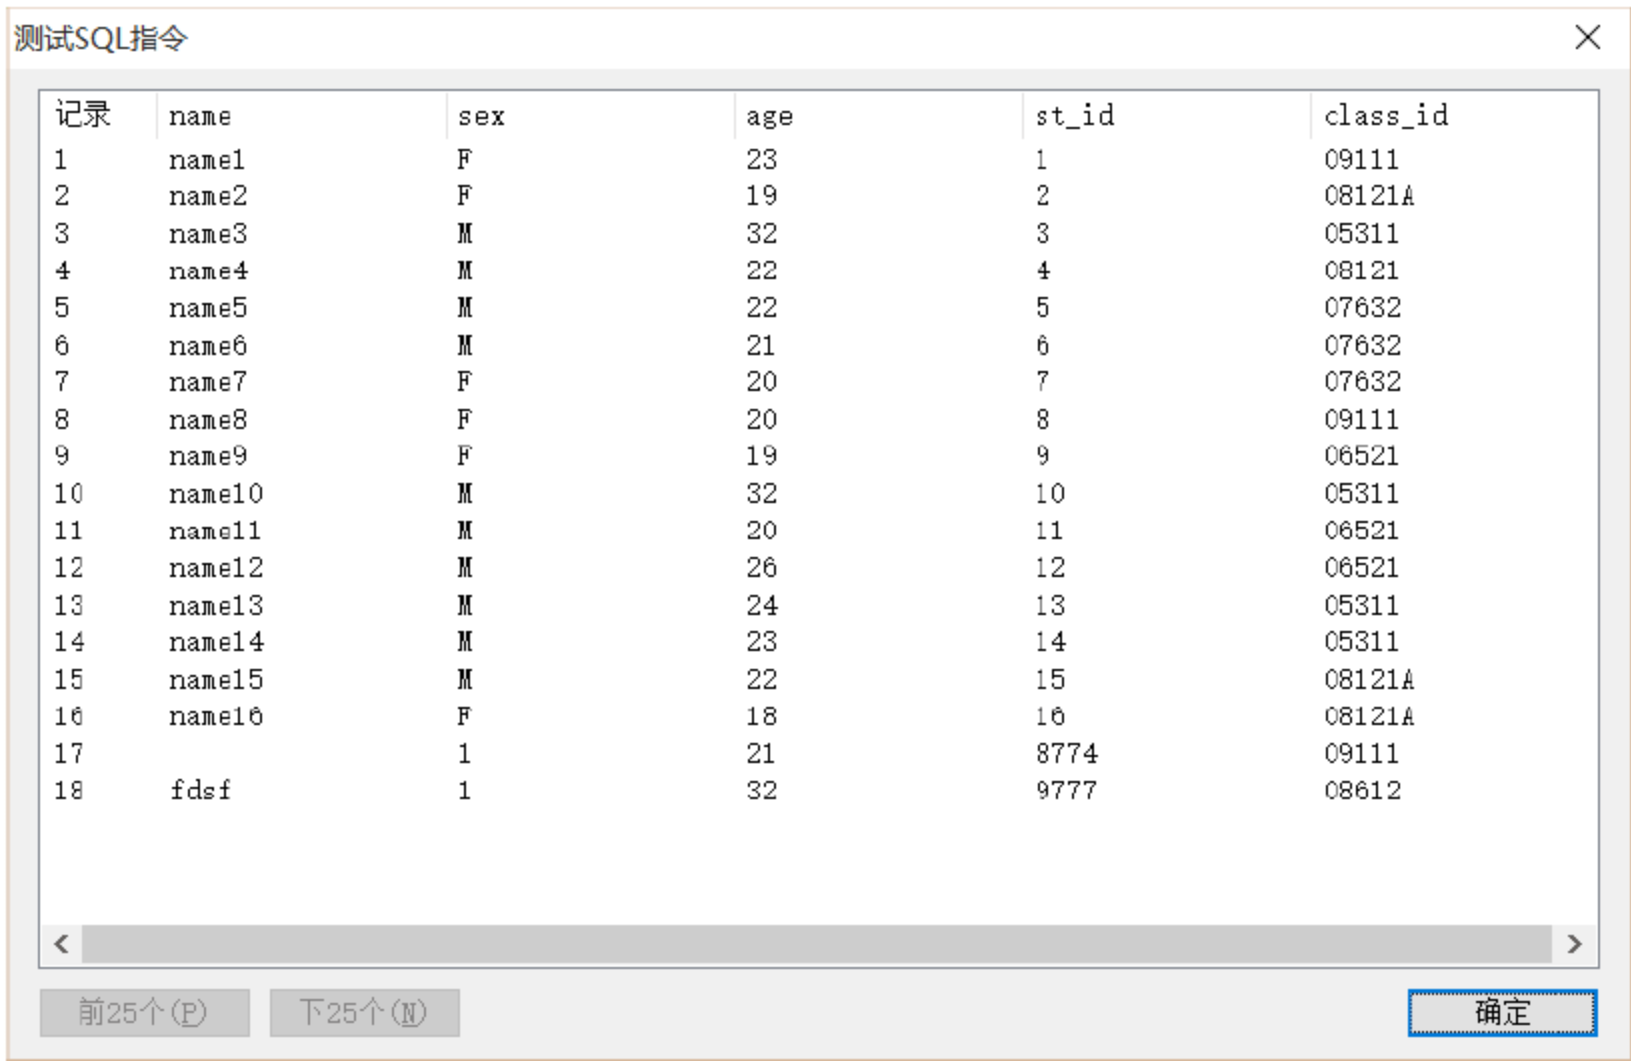 测试SQL指令
记录 name sex age st_id class_id
1 name1 F 23 1 09111
2 name2 F 19 2 08121A
3 name3 M 32 3 05311
4 name4 M 22 4 08121
5 name5 M 22 5 07632
6 name6 M 21 6 07632
7 name7 F 20 7 07632
8 name8 F 20 8 09111
9 name9 F 19 9 06521
10 name10 M 32 10 05311
11 name11 M 20 11 06521
12 name12 M 26 12 06521
13 name13 M 24 13 05311
14 name14 M 23 14 05311
15 name15 M 22 15 08121A
16 name16 F 18 16 08121A
17 1 21 8774 09111
18 fdsf 1 32 9777 08612
前25个(P) 下25个(N) 确定